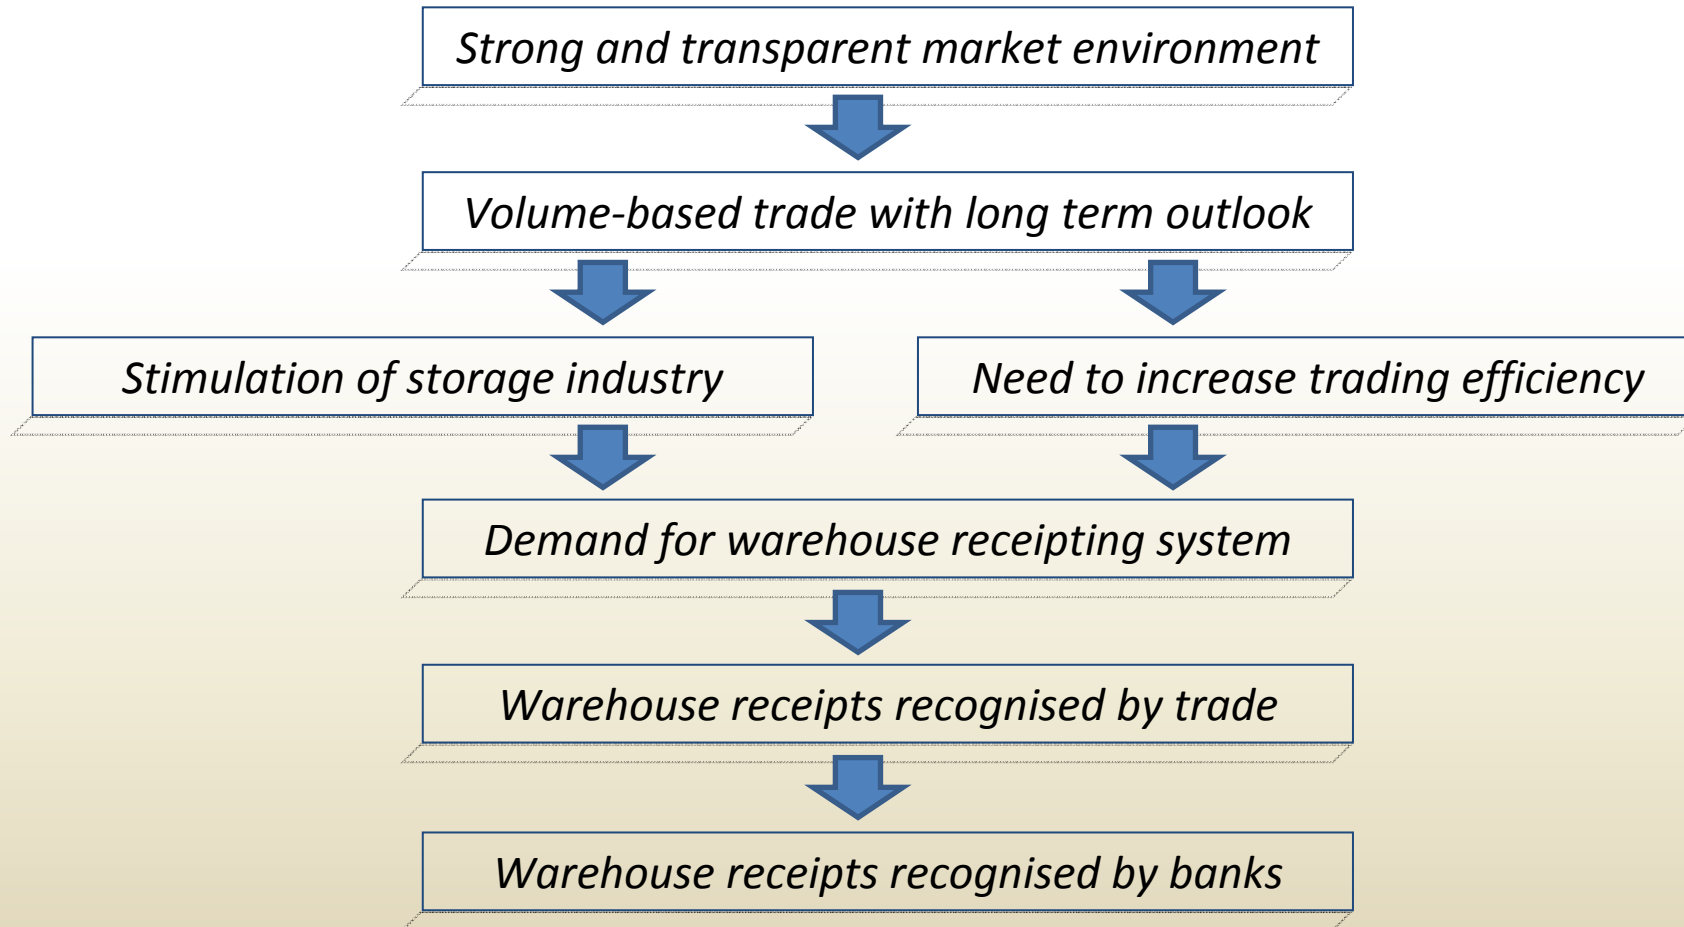 Strong and transparent market environment
Volume-based trade with long term outlook
Stimulation of storage industry
Need to increase trading efficiency
Demand for warehouse receipting system
Warehouse receipts recognised by trade
Warehouse receipts recognised by banks